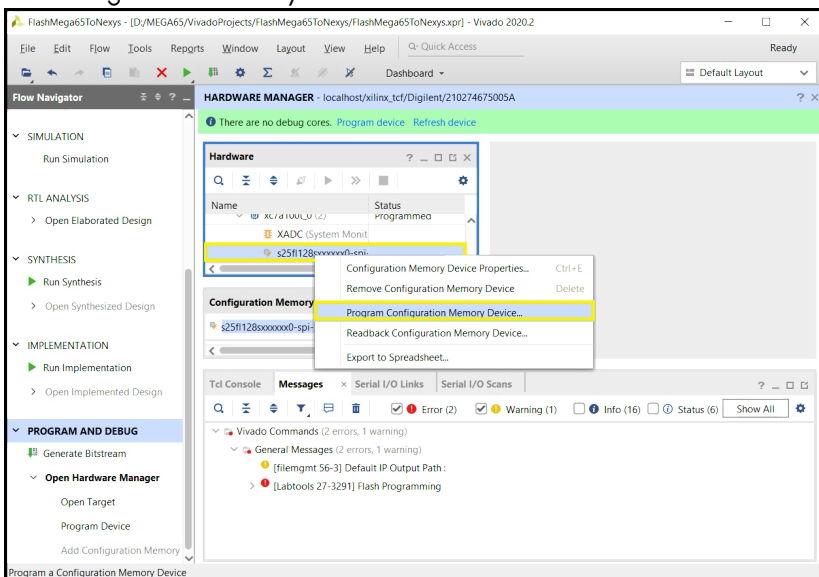 FlashMega65ToNexys - [D:/MEGA65/VivadoProjects/FlashMega65ToNexys/FlashMega65ToNexys.xpr] - Vivado 2020.2
File Edit Flow Tools Reports Window Layout View Help Quick Access Ready
Dashboard Default Layout
Flow Navigator
HARDWARE MANAGER - localhost/xilinx_tcf/Digilent/210274675005A
There are no debug cores. Program device Refresh device
SIMULATION
Run Simulation
RTL ANALYSIS
Open Elaborated Design
SYNTHESIS
Run Synthesis
Open Synthesized Design
IMPLEMENTATION
Run Implementation
Open Implemented Design
PROGRAM AND DEBUG
Generate Bitstream
Open Hardware Manager
Open Target
Program Device
Add Configuration Memory
Hardware
Name Status
xc7a100t_0 (2) Programmed
XADC (System Monit
s25fl128sxxxxxx0-spi-
Configuration Memory Device Properties... Ctrl+E
Remove Configuration Memory Device Delete
Program Configuration Memory Device...
Readback Configuration Memory Device...
Export to Spreadsheet...
Configuration Memory
s25fl128sxxxxxx0-spi-
Tcl Console Messages Serial I/O Links Serial I/O Scans
Error (2) Warning (1) Info (16) Status (6) Show All
Vivado Commands (2 errors, 1 warning)
General Messages (2 errors, 1 warning)
[filemgmt 56-3] Default IP Output Path :
[Labtools 27-3291] Flash Programming
Program a Configuration Memory Device